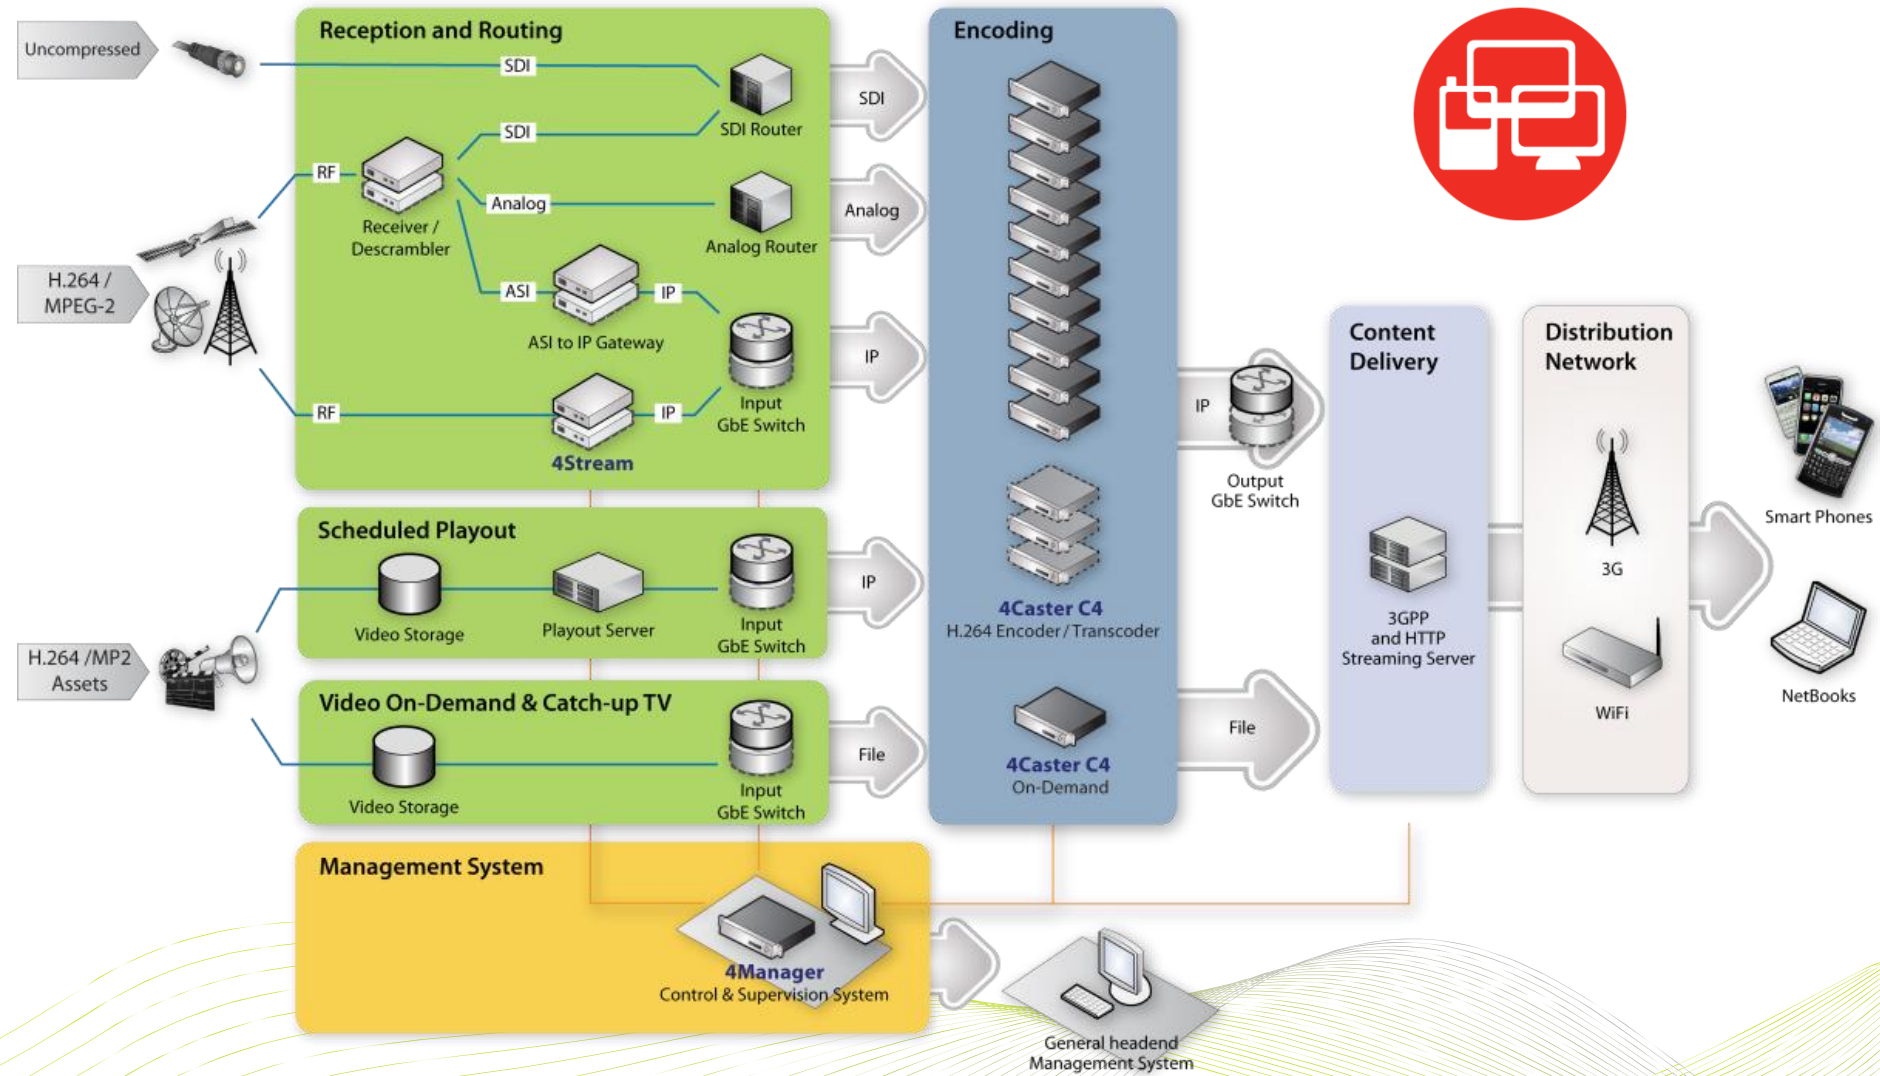 Uncompressed
Reception and Routing
SDI
SDI Router
SDI
SDI
RF
Receiver /
Descrambler
Analog
Analog Router
Analog
H.264 /
MPEG-2
ASI
IP
ASI to IP Gateway
IP
RF
IP
4Stream
Input
GbE Switch
Scheduled Playout
Video Storage
Playout Server
Input
GbE Switch
IP
H.264 /MP2
Assets
Video On-Demand & Catch-up TV
Video Storage
Input
GbE Switch
File
Encoding
4Caster C4
H.264 Encoder / Transcoder
4Caster C4
On-Demand
IP
Output
GbE Switch
File
Content
Delivery
3GPP
and HTTP
Streaming Server
Distribution
Network
3G
WiFi
Smart Phones
NetBooks
Management System
4Manager
Control & Supervision System
General headend
Management System